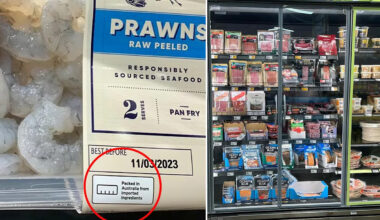 PRAWNS
RAW PEELED
RESPONSIBLY
SOURCED SEAFOOD
2
SERVES
PAN FRY
BEST BEFORE
11/03/2023
Packed in
Australia from
imported
ingredients